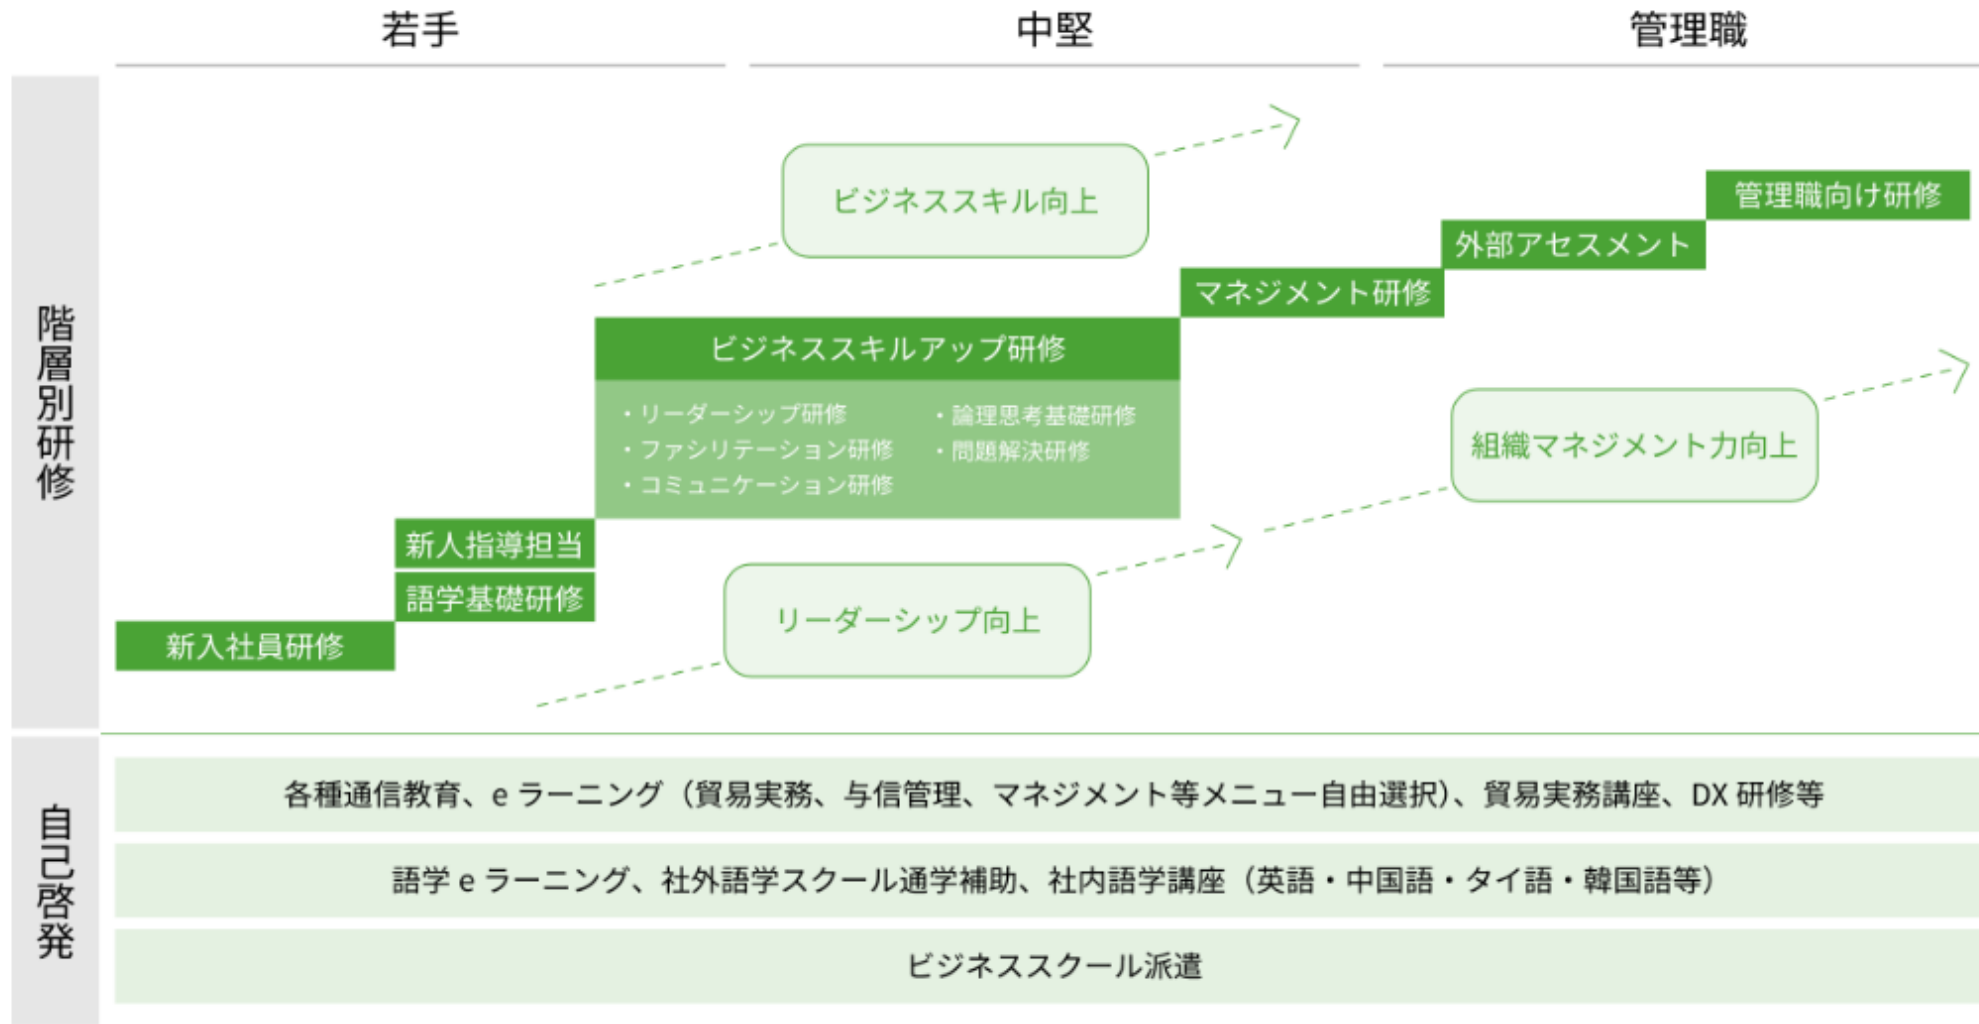 若手
中堅
管理職
階層別研修
ビジネススキル向上
管理職向け研修
外部アセスメント
マネジメント研修
ビジネススキルアップ研修
・リーダーシップ研修
・ファシリテーション研修
・コミュニケーション研修
・論理思考基礎研修
・問題解決研修
組織マネジメント力向上
新人指導担当
語学基礎研修
新入社員研修
リーダーシップ向上
自己啓発
各種通信教育、e ラーニング（貿易実務、与信管理、マネジメント等メニュー自由選択）、貿易実務講座、DX 研修等
語学 e ラーニング、社外語学スクール通学補助、社内語学講座（英語・中国語・タイ語・韓国語等）
ビジネススクール派遣